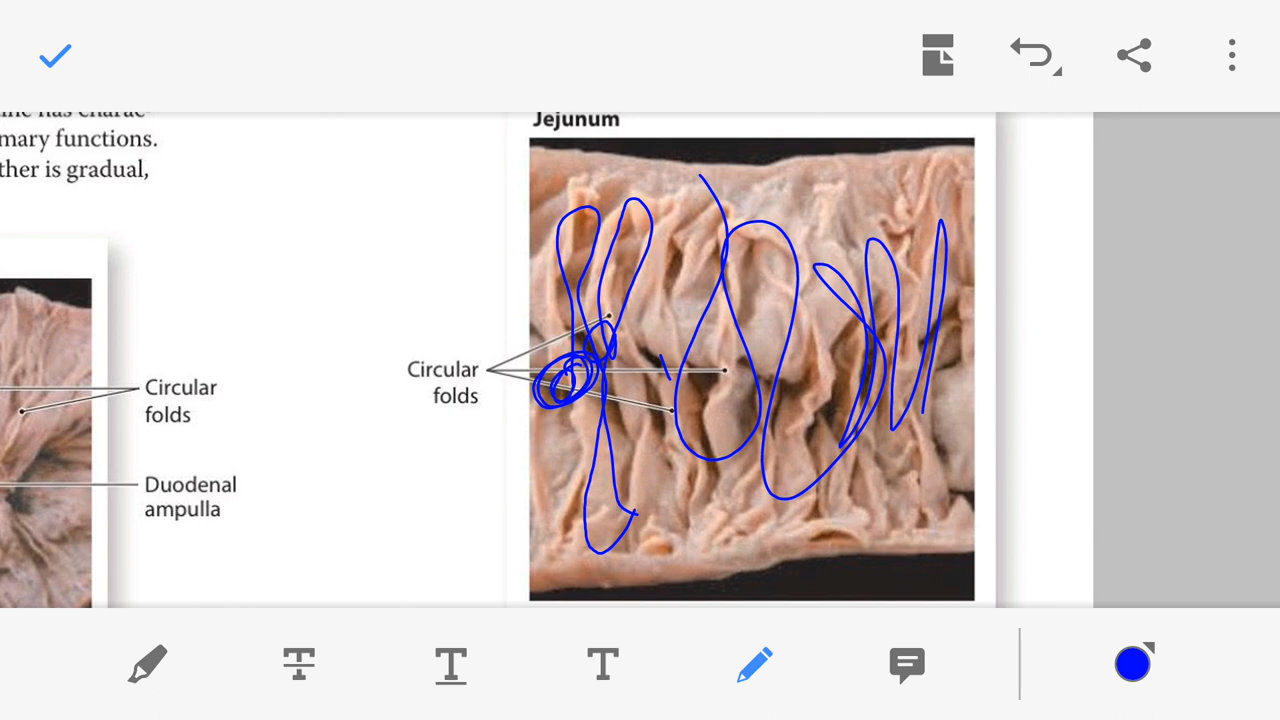 mary functions.
ther is gradual,
Jejunum
Circular
folds
Circular
folds
Duodenal
ampulla